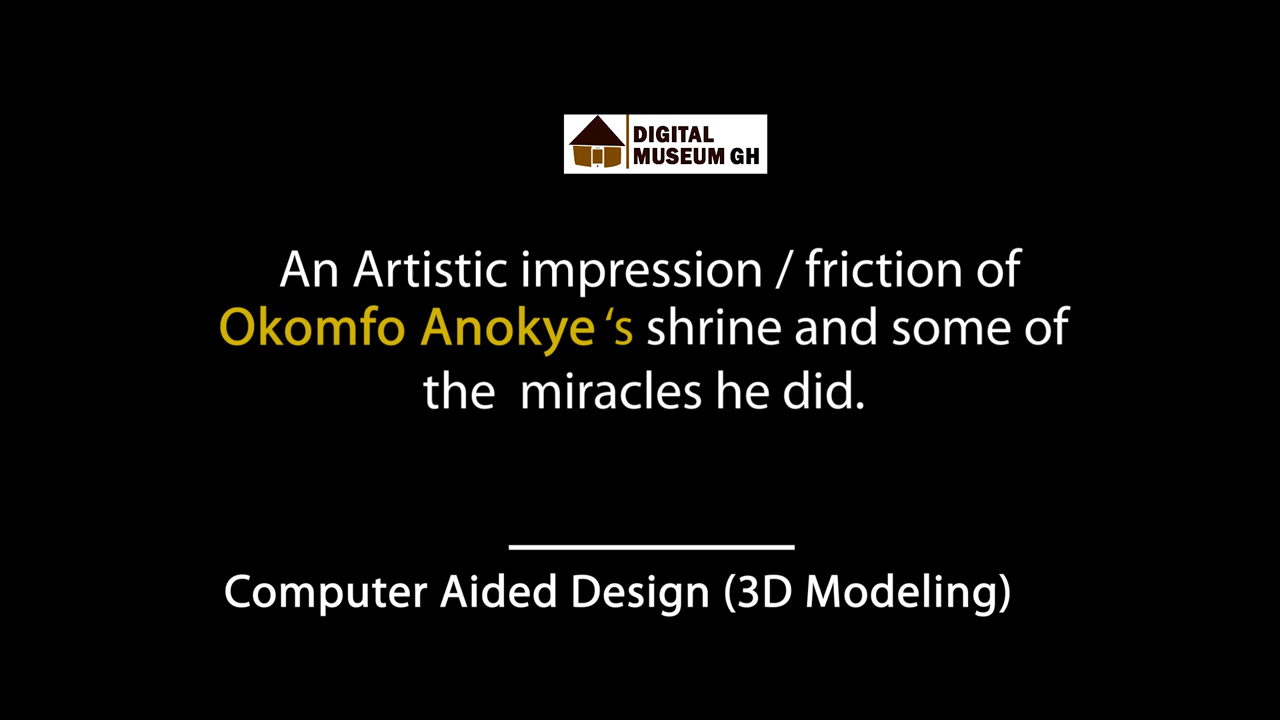 DIGITAL
MUSEUM GH
An Artistic impression / friction of
Okomfo Anokye ‘s shrine and some of
the  miracles he did.
Computer Aided Design (3D Modeling)